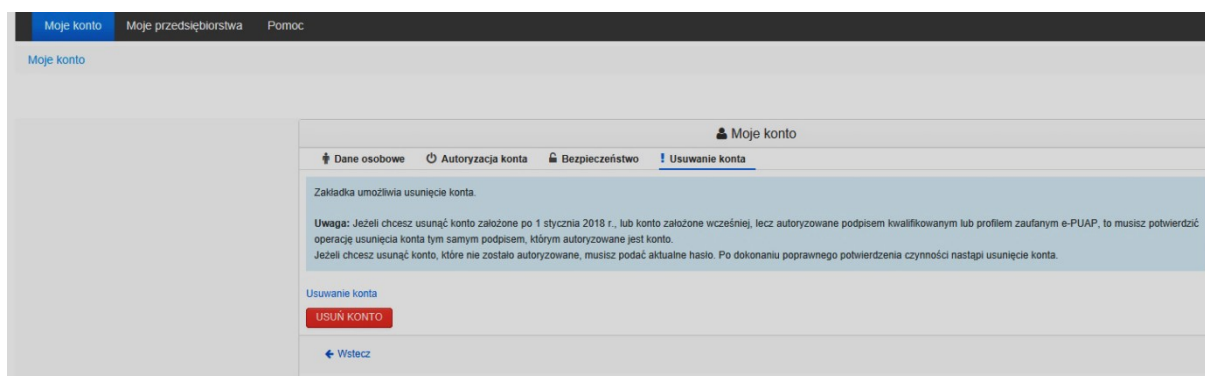 Moje konto Moje przedsiębiorstwa Pomoc
Moje konto
Moje konto
Dane osobowe Autoryzacja konta Bezpieczeństwo Usuwanie konta
Zakładka umożliwia usunięcie konta.
Uwaga: Jeżeli chcesz usunąć konto założone po 1 stycznia 2018 r., lub konto założone wcześniej, lecz autoryzowane podpisem kwalifikowanym lub profilem zaufanym e-PUAP, to musisz potwierdzić
operację usunięcia konta tym samym podpisem, którym autoryzowane jest konto.
Jeżeli chcesz usunąć konto, które nie zostało autoryzowane, musisz podać aktualne hasło. Po dokonaniu poprawnego potwierdzenia czynności nastąpi usunięcie konta.
Usuwanie konta
USUŃ KONTO
Wstecz